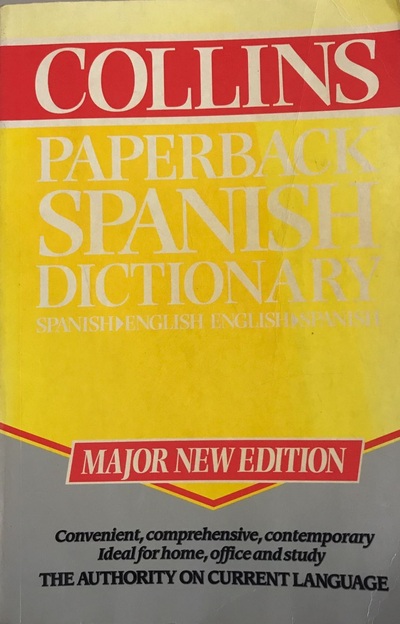 COLLINS
PAPERBACK
SPANISH
DICTIONARY
SPANISH▶ENGLISH ENGLISH▶SPANISH
MAJOR NEW EDITION
Convenient, comprehensive, contemporary
Ideal for home, office and study
THE AUTHORITY ON CURRENT LANGUAGE